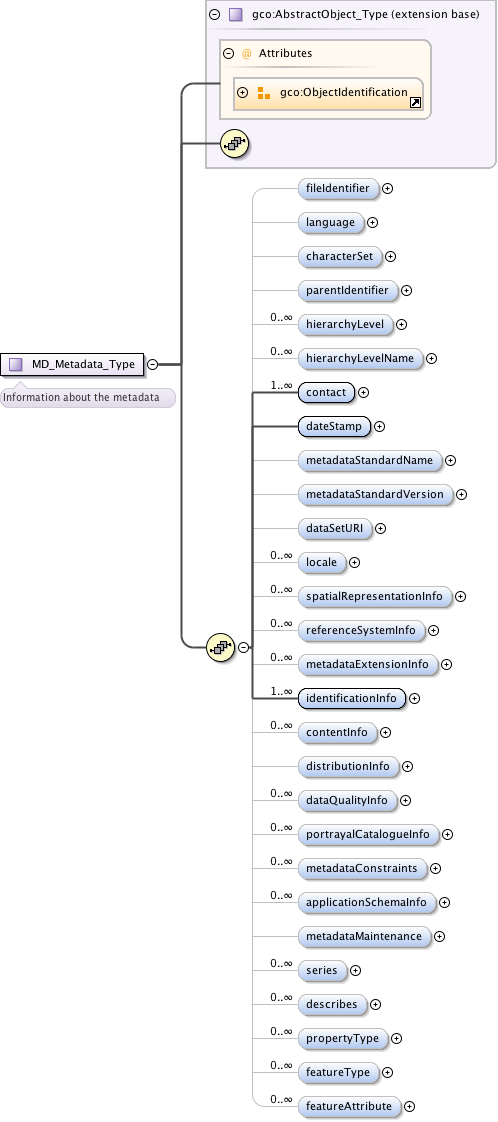 gco:AbstractObject_Type (extension base)
@ Attributes
gco:ObjectIdentification
fileIdentifier
language
characterSet
parentIdentifier
0..∞
hierarchyLevel
0..∞
hierarchyLevelName
MD_Metadata_Type
Information about the metadata
1..∞
contact
dateStamp
metadataStandardName
metadataStandardVersion
dataSetURI
0..∞
locale
0..∞
spatialRepresentationInfo
0..∞
referenceSystemInfo
0..∞
metadataExtensionInfo
1..∞
identificationInfo
0..∞
contentInfo
distributionInfo
0..∞
dataQualityInfo
0..∞
portrayalCatalogueInfo
0..∞
metadataConstraints
0..∞
applicationSchemaInfo
metadataMaintenance
0..∞
series
0..∞
describes
0..∞
propertyType
0..∞
featureType
0..∞
featureAttribute